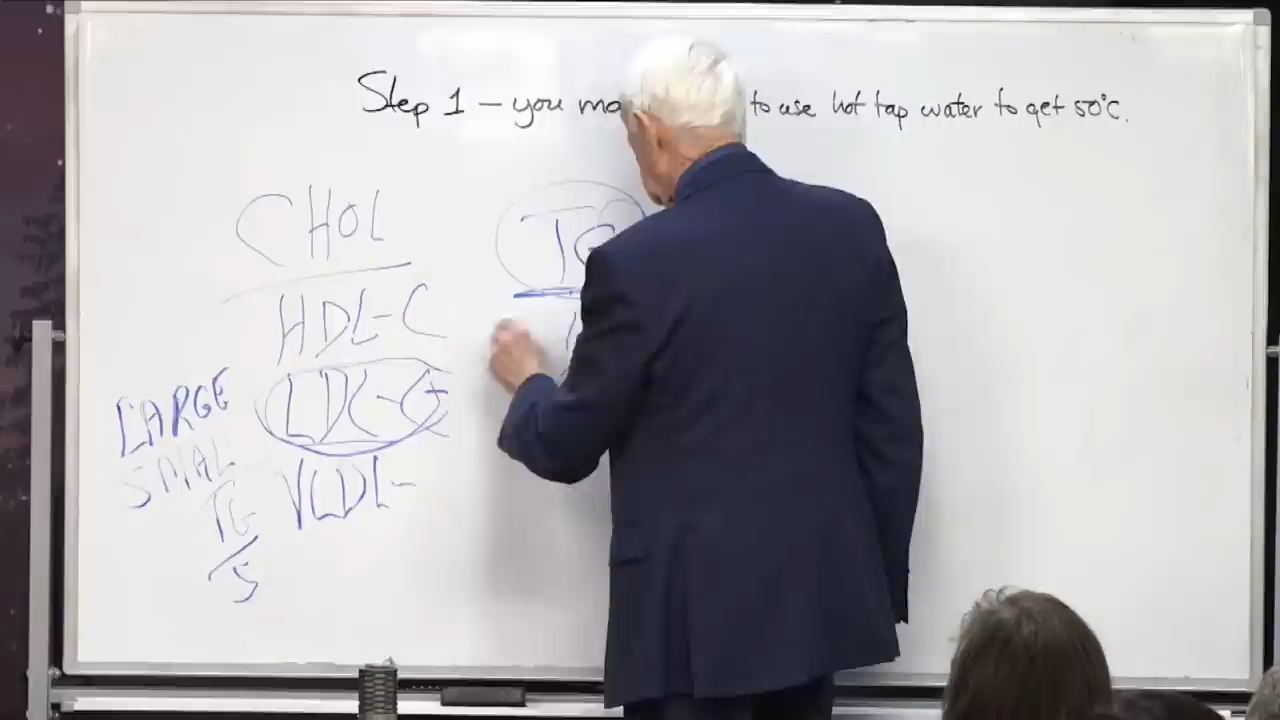 Step 1 – you to use hot tap water to get 50°C.
CHOL
HDL-C
LARGE LDL-C
SMAL
VLDL-
TG
5
TG